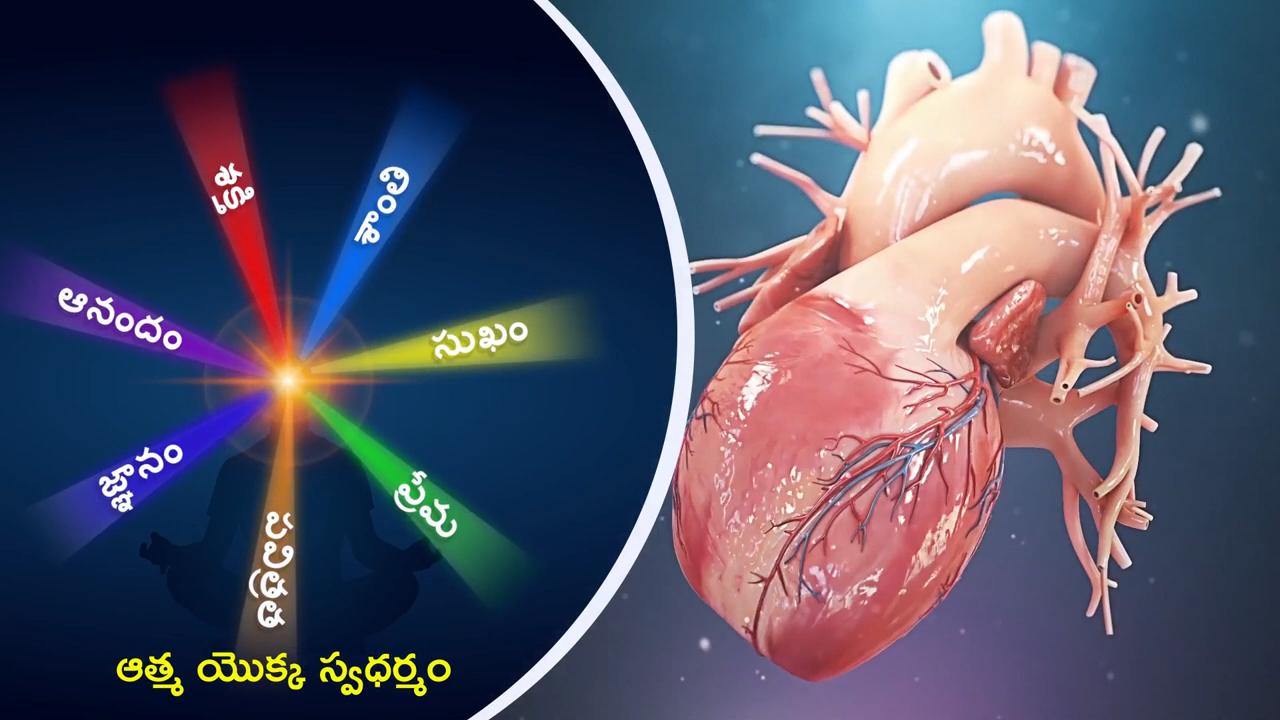 శక్తి
శాంతి
ఆనందం
సుఖం
జ్ఞానం
ప్రేమ
పవిత్రత
ఆత్మ యొక్క స్వధర్మం